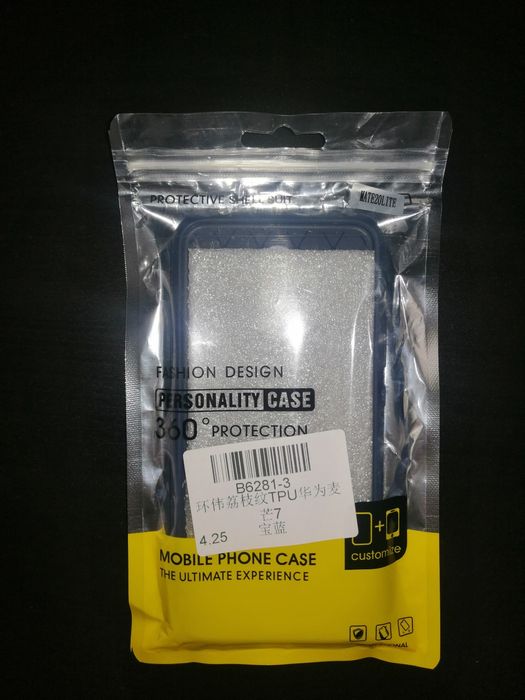 PROTECTIVE SHELL SUIT
MATE20LITE
FASHION DESIGN
PERSONALITY CASE
360° PROTECTION
B6281-3
环伟荔枝纹TPU华为麦
芒7
宝蓝
4.25
+
customize
MOBILE PHONE CASE
THE ULTIMATE EXPERIENCE